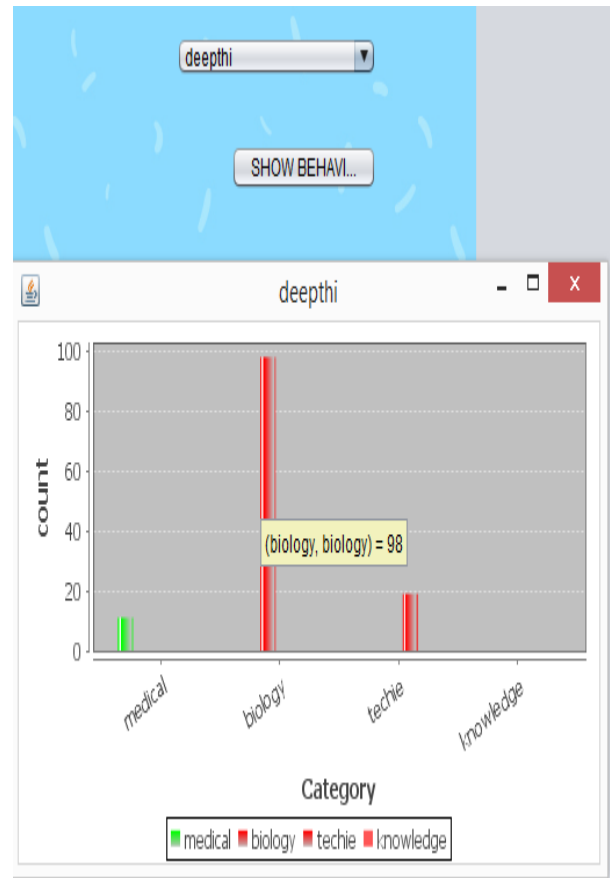 deepthi
SHOW BEHAVI...
deepthi
X
100
80
60
40
20
0
count
(biology, biology) = 98
medical
biology
techie
knowledge
Category
medical biology techie knowledge